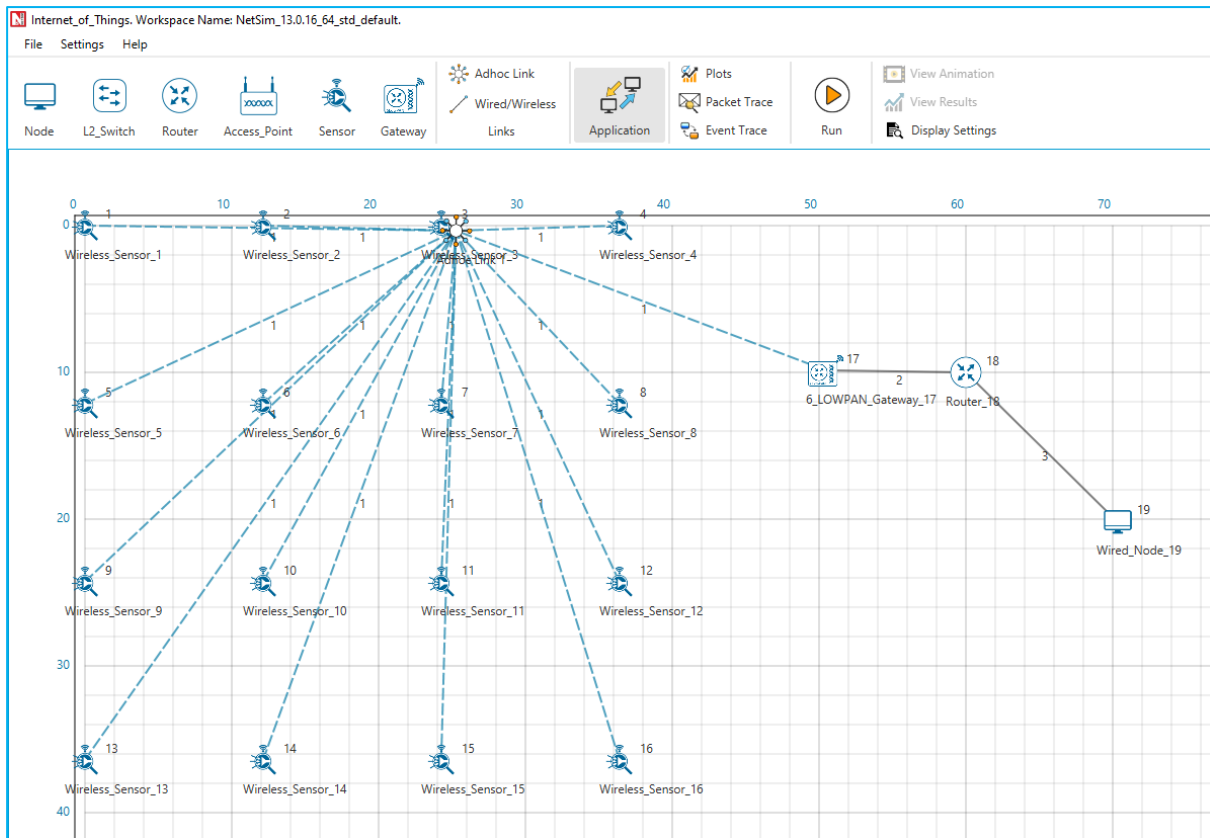 Internet_of_Things. Workspace Name: NetSim_13.0.16_64_std_default.
File Settings Help
Node
L2_Switch
Router
Access_Point
Sensor
Gateway
Adhoc Link
Wired/Wireless
Links
Application
Plots
Packet Trace
Event Trace
Run
View Animation
View Results
Display Settings
0 10 20 30 40 50 60 70
0
1 2 3 4
1 1 1
Wireless_Sensor_1 Wireless_Sensor_2 Wireless_Sensor_3 Wireless_Sensor_4
Adhoc Link 1
1
1 1 1 1
10
17 18
2
6_LOWPAN_Gateway_17 Router_18
5 6 7 8
1 1 1 1
Wireless_Sensor_5 Wireless_Sensor_6 Wireless_Sensor_7 Wireless_Sensor_8
3
1 1 1 1
20
19
Wired_Node_19
9 10 11 12
Wireless_Sensor_9 Wireless_Sensor_10 Wireless_Sensor_11 Wireless_Sensor_12
30
13 14 15 16
Wireless_Sensor_13 Wireless_Sensor_14 Wireless_Sensor_15 Wireless_Sensor_16
40